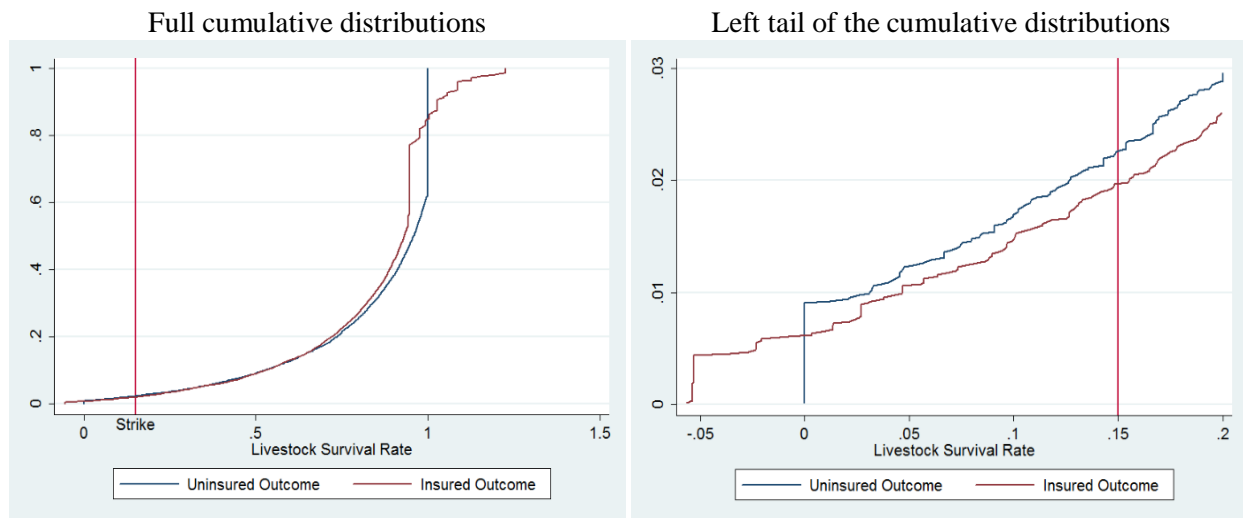 Full cumulative distributions
1
.8
.6
.4
.2
0
0
.5
1
1.5
Strike
Livestock Survival Rate
Uninsured Outcome
Insured Outcome
Left tail of the cumulative distributions
.03
.02
.01
0
-.05
0
.05
.1
.15
.2
Livestock Survival Rate
Uninsured Outcome
Insured Outcome